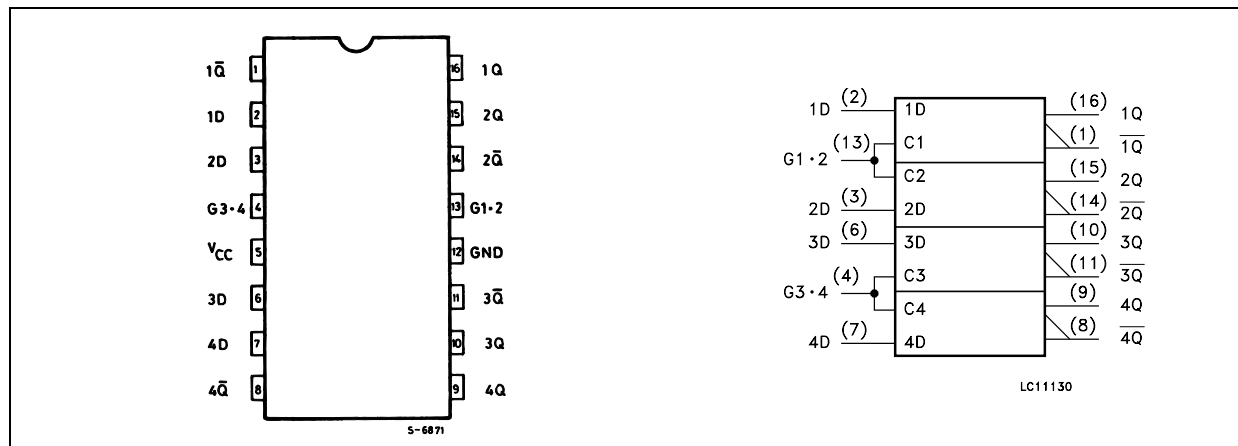 1Q̅ 1 16 1Q
1D 2 15 2Q
2D 3 14 2Q̅
G3·4 4 13 G1·2
VCC 5 12 GND
3D 6 11 3Q̅
4D 7 10 3Q
4Q̅ 8 9 4Q
S-6871
1D (2) 1D (16) 1Q
C1 (1) 1Q̅
G1·2 (13)
C2 (15) 2Q
2D (3) 2D (14) 2Q̅
3D (6) 3D (10) 3Q
C3 (11) 3Q̅
G3·4 (4)
C4 (9) 4Q
4D (7) 4D (8) 4Q̅
LC11130